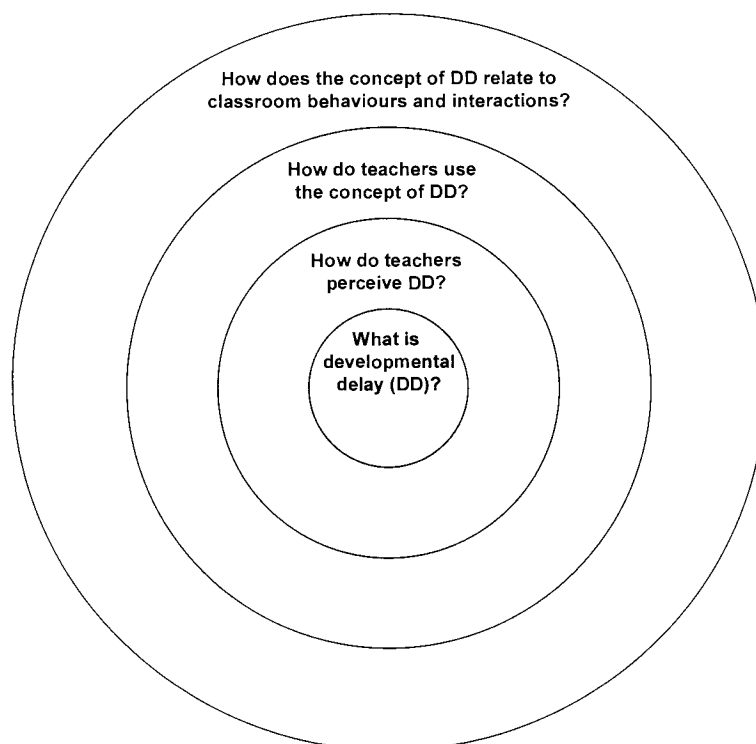 How does the concept of DD relate to
classroom behaviours and interactions?
How do teachers use
the concept of DD?
How do teachers
perceive DD?
What is
developmental
delay (DD)?